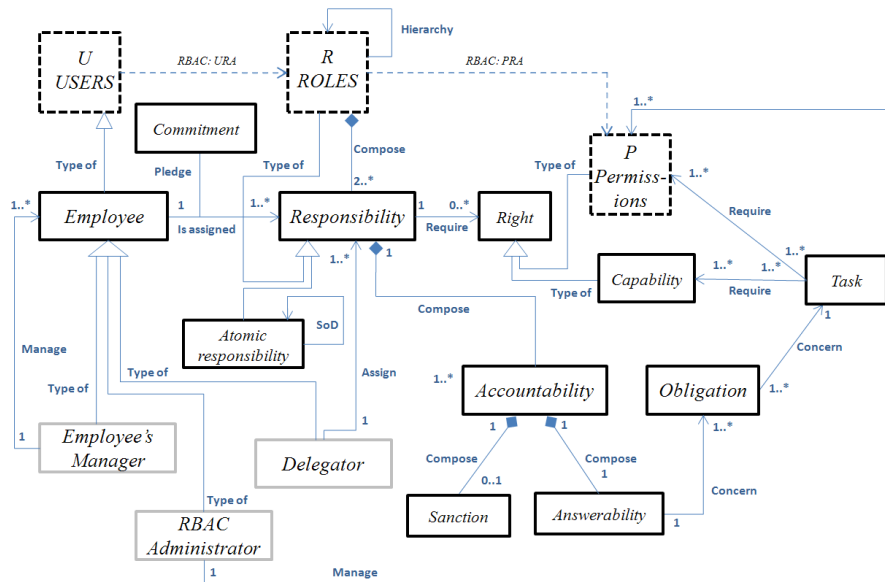 Hierarchy
U
USERS
RBAC: URA
R
ROLES
RBAC: PRA
1..*
Commitment
Compose
P
Permiss-
ions
Type of
Pledge
Type of
Type of
1..*
2..*
Require
1..*
Employee
1
Is assigned
1..*
Responsibility
1
Require
0..*
Right
1..*
1..*
1..*
Capability
Type of
Require
Task
1
1..*
1
Atomic
responsibility
SoD
Compose
Concern
Manage
Assign
Type of
Type of
1..*
Accountability
Obligation
1..*
1..*
1
Employee's
Manager
1
Delegator
1
1
Compose
Compose
0..1
1
Concern
Type of
RBAC
Administrator
Sanction
Answerability
1
1
Manage